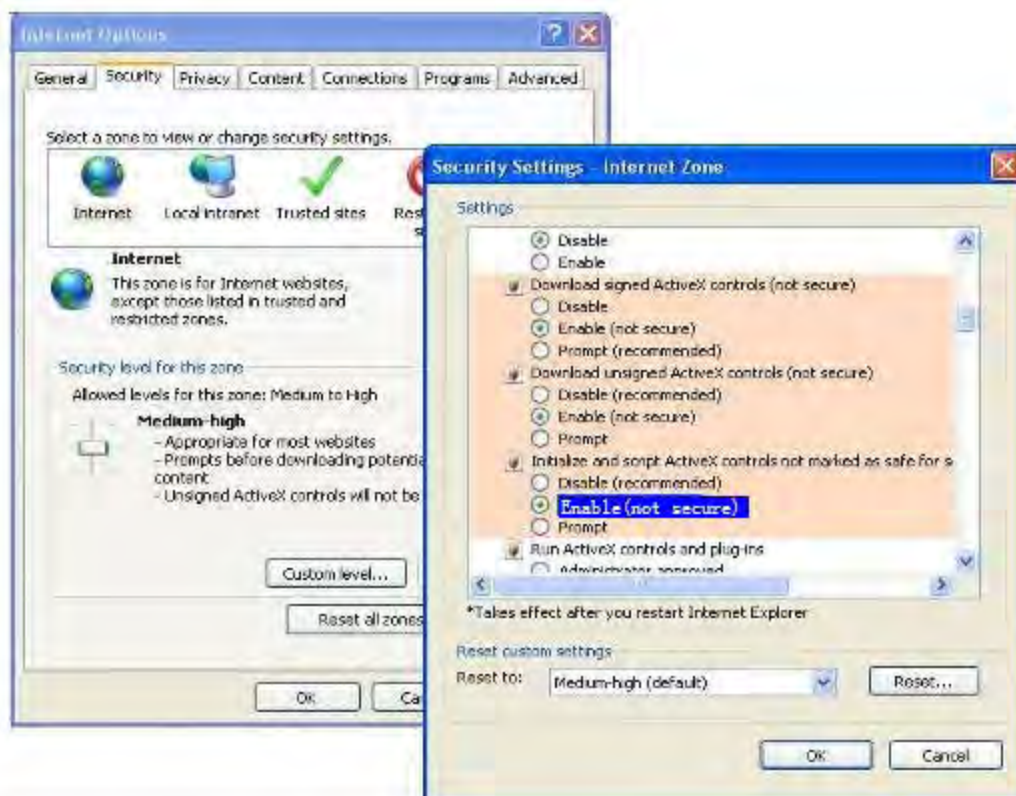 Internet Options
General Security Privacy Content Connections Programs Advanced
Select a zone to view or change security settings.
Internet Local intranet Trusted sites Rest
s
Internet
This zone is for Internet websites,
except those listed in trusted and
restricted zones.
Security level for this zone
Allowed levels for this zone: Medium to High
Medium-high
- Appropriate for most websites
- Prompts before downloading potentia
content
- Unsigned ActiveX controls will not be
Custom level...
Reset all zones
OK Ca
Security Settings - Internet Zone
Settings
Disable
Enable
Download signed ActiveX controls (not secure)
Disable
Enable (not secure)
Prompt (recommended)
Download unsigned ActiveX controls (not secure)
Disable (recommended)
Enable (not secure)
Prompt
Initialize and script ActiveX controls not marked as safe for s
Disable (recommended)
Enable(not secure)
Prompt
Run ActiveX controls and plug-ins
Administrator approved
*Takes effect after you restart Internet Explorer
Reset custom settings
Reset to: Medium-high (default) Reset...
OK Cancel